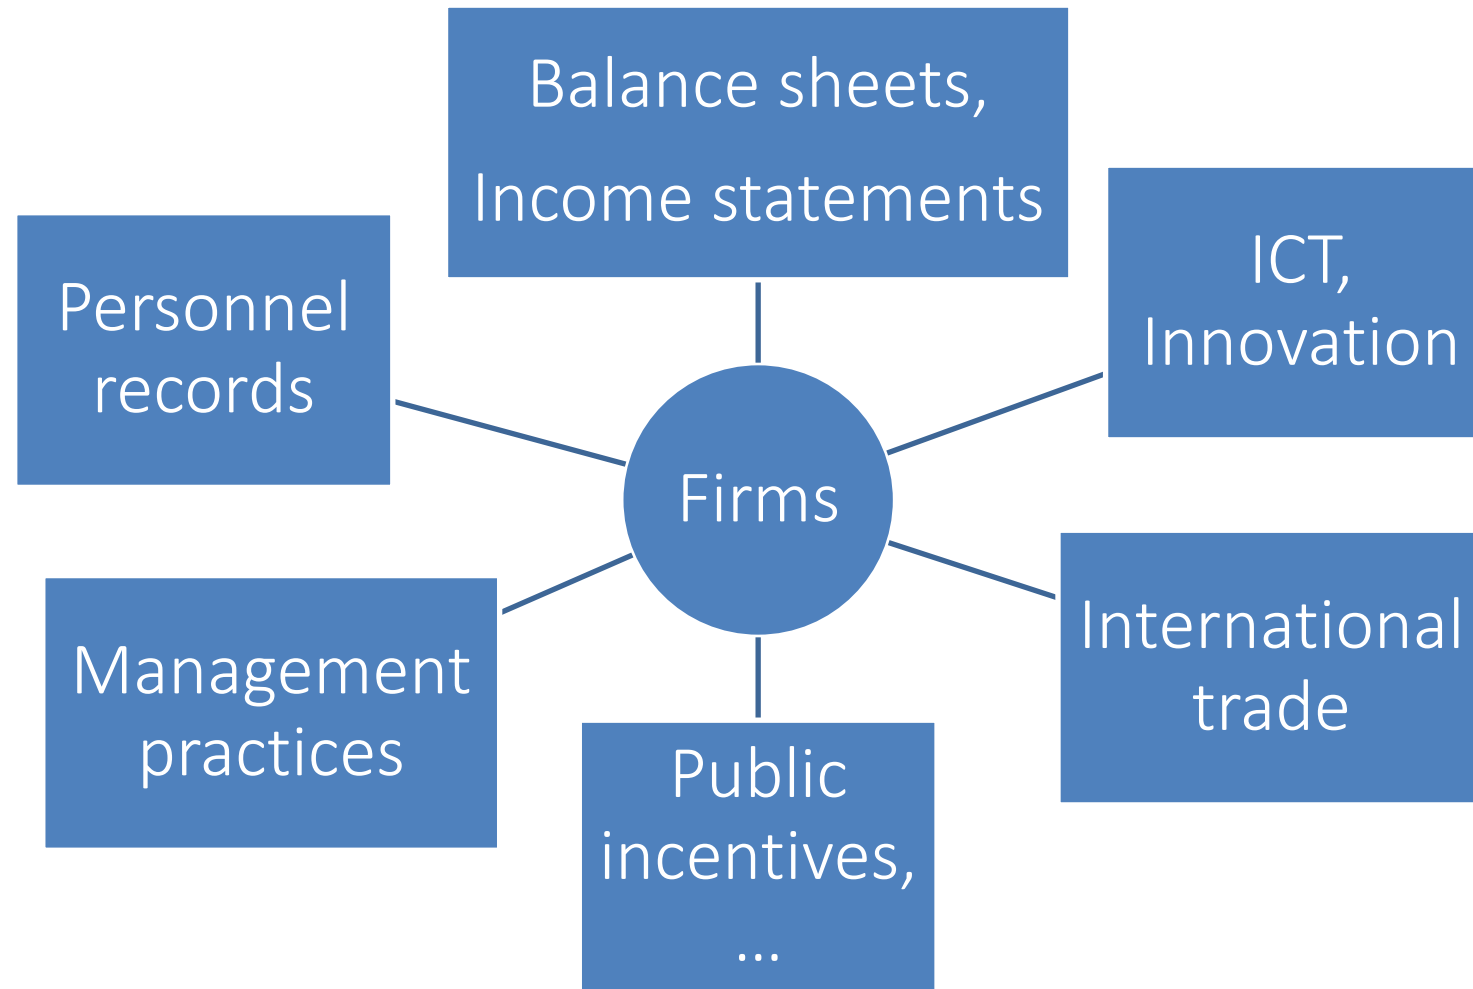 Balance sheets,
Income statements
ICT,
Innovation
Personnel
records
Firms
International
trade
Management
practices
Public
incentives,
...